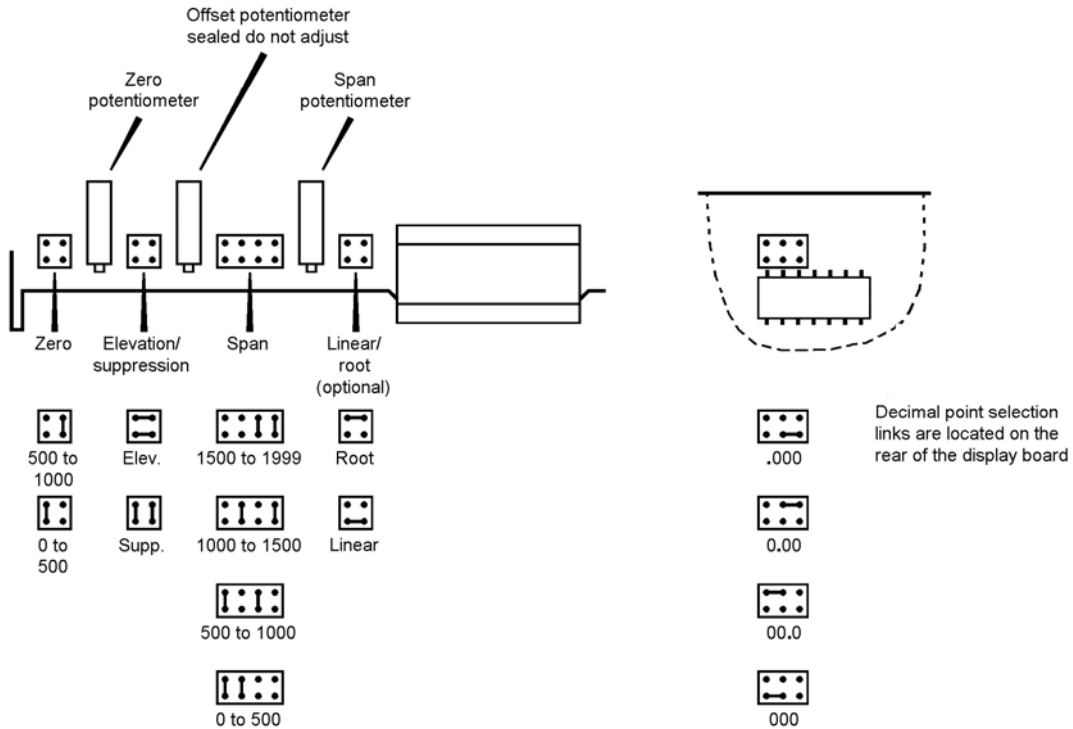 Offset potentiometer
sealed do not adjust
Zero
potentiometer
Span
potentiometer
Zero
Elevation/
suppression
Span
Linear/
root
(optional)
500 to
1000
Elev.
1500 to 1999
Root
0 to
500
Supp.
1000 to 1500
Linear
500 to 1000
0 to 500
.000
Decimal point selection
links are located on the
rear of the display board
0.00
00.0
000